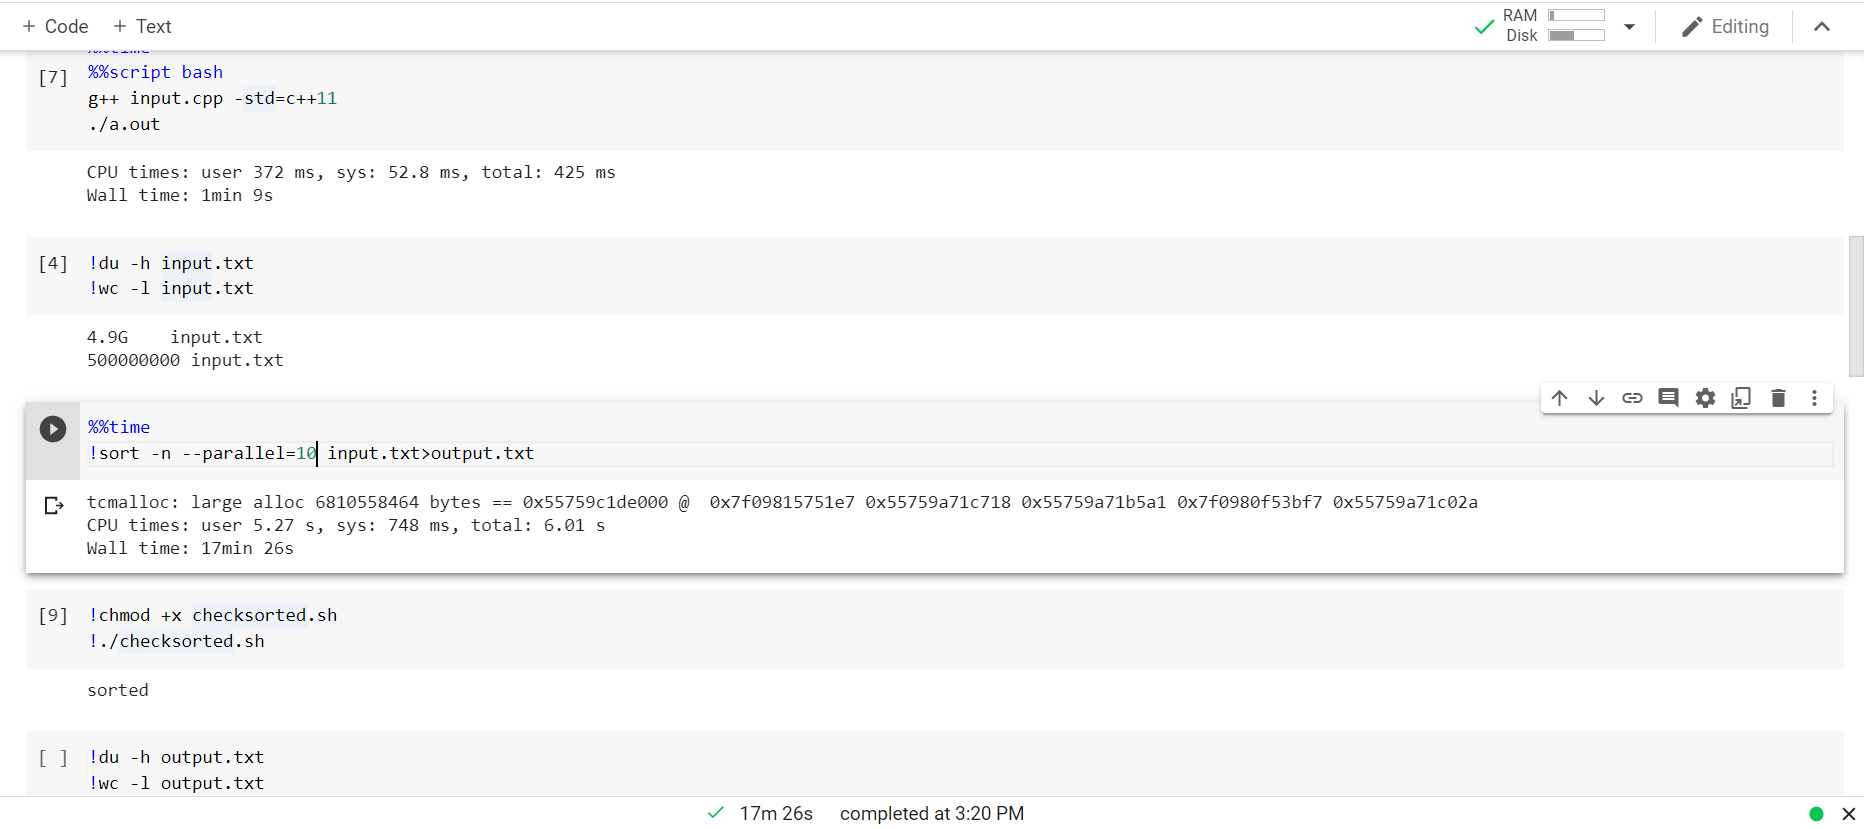 + Code + Text
RAM
Disk
Editing
%%time
[7] %%script bash
g++ input.cpp -std=c++11
./a.out
CPU times: user 372 ms, sys: 52.8 ms, total: 425 ms
Wall time: 1min 9s
[4] !du -h input.txt
!wc -l input.txt
4.9G input.txt
500000000 input.txt
%%time
!sort -n --parallel=10 input.txt>output.txt
tcmalloc: large alloc 6810558464 bytes == 0x55759c1de000 @ 0x7f09815751e7 0x55759a71c718 0x55759a71b5a1 0x7f0980f53bf7 0x55759a71c02a
CPU times: user 5.27 s, sys: 748 ms, total: 6.01 s
Wall time: 17min 26s
[9] !chmod +x checksorted.sh
!./checksorted.sh
sorted
[ ] !du -h output.txt
!wc -l output.txt
17m 26s completed at 3:20 PM